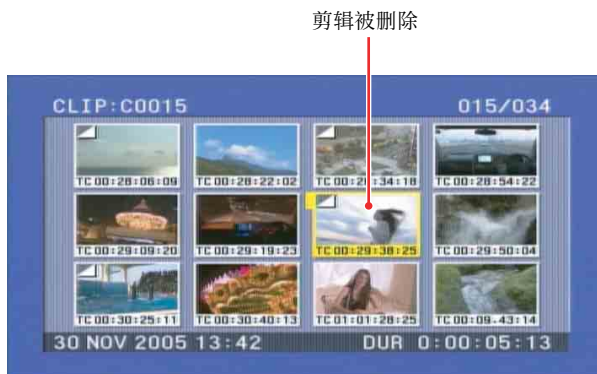 剪辑被删除
CLIP:C0015 015/034
TC 00:28:06:09 TC 00:28:22:02 TC 00:28:34:18 TC 00:28:54:22
TC 00:29:09:20 TC 00:29:19:23 TC 00:29:38:25 TC 00:29:50:04
TC 00:30:25:11 TC 00:30:40:13 TC 01:01:28:25 TC 00:09.43:14
30 NOV 2005 13:42 DUR 0:00:05:13